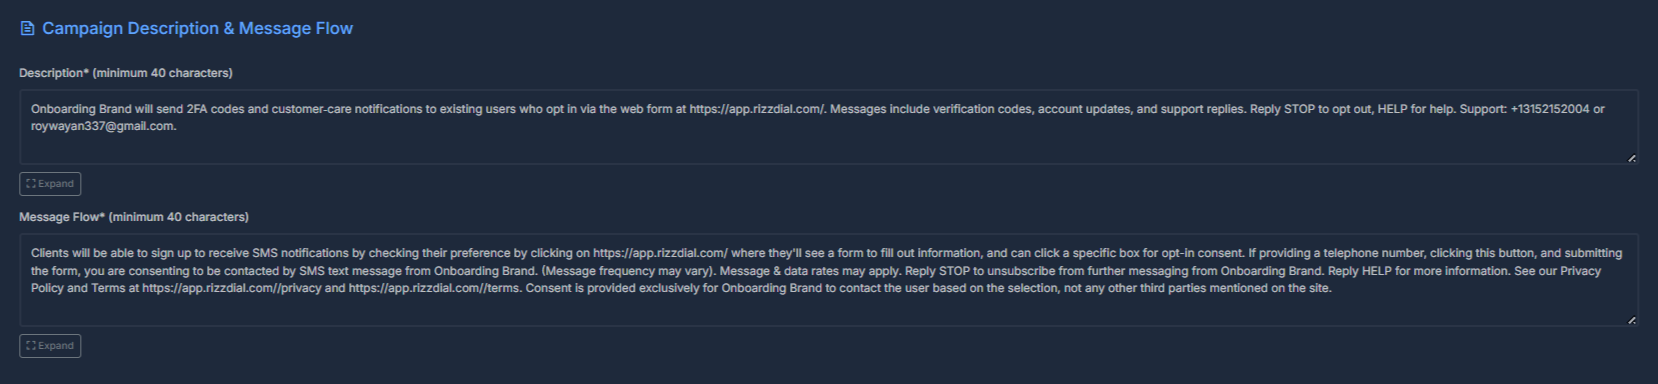 Campaign Description & Message Flow
Description* (minimum 40 characters)
Onboarding Brand will send 2FA codes and customer-care notifications to existing users who opt in via the web form at https://app.rizzdial.com/. Messages include verification codes, account updates, and support replies. Reply STOP to opt out, HELP for help. Support: +13152152004 or
roywayan337@gmail.com.
Expand
Message Flow* (minimum 40 characters)
Clients will be able to sign up to receive SMS notifications by checking their preference by clicking on https://app.rizzdial.com/ where they'll see a form to fill out information, and can click a specific box for opt-in consent. If providing a telephone number, clicking this button, and submitting
the form, you are consenting to be contacted by SMS text message from Onboarding Brand. (Message frequency may vary). Message & data rates may apply. Reply STOP to unsubscribe from further messaging from Onboarding Brand. Reply HELP for more information. See our Privacy
Policy and Terms at https://app.rizzdial.com//privacy and https://app.rizzdial.com//terms. Consent is provided exclusively for Onboarding Brand to contact the user based on the selection, not any other third parties mentioned on the site.
Expand